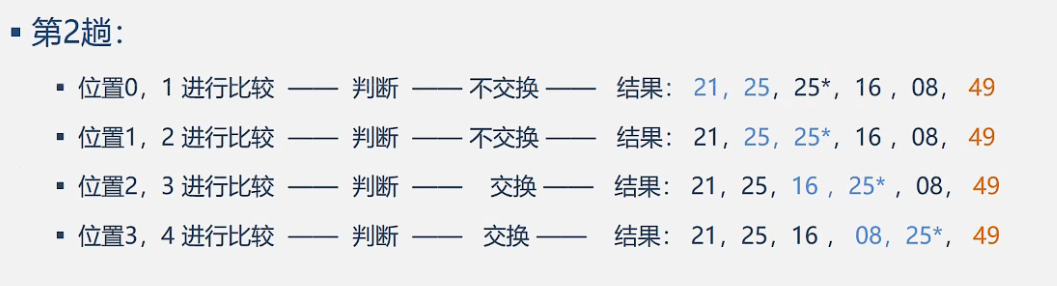 ▪ 第2趟：
▪ 位置0，1 进行比较 —— 判断 —— 不交换 —— 结果： 21，25，25*，16 ，08， 49
▪ 位置1，2 进行比较 —— 判断 —— 不交换 —— 结果： 21，25，25*，16 ，08， 49
▪ 位置2，3 进行比较 —— 判断 —— 交换 —— 结果： 21，25，16 ，25* ，08， 49
▪ 位置3，4 进行比较 —— 判断 —— 交换 —— 结果： 21，25，16 ， 08，25*， 49